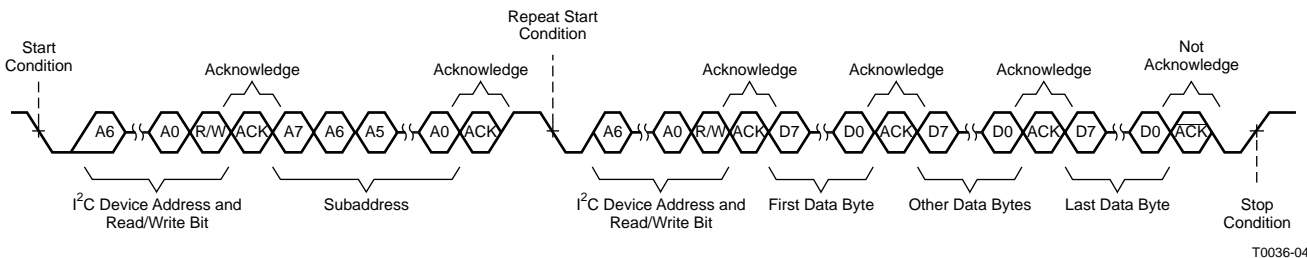 Repeat Start
Condition
Start
Condition
Not
Acknowledge
Acknowledge
Acknowledge
Acknowledge
Acknowledge
Acknowledge
A6 A0 R/W ACK A7 A6 A5 A0 ACK A6 A0 R/W ACK D7 D0 ACK D7 D0 ACK D7 D0 ACK
I²C Device Address and
Read/Write Bit
Subaddress
I²C Device Address and
Read/Write Bit
First Data Byte
Other Data Bytes
Last Data Byte
Stop
Condition
T0036-04